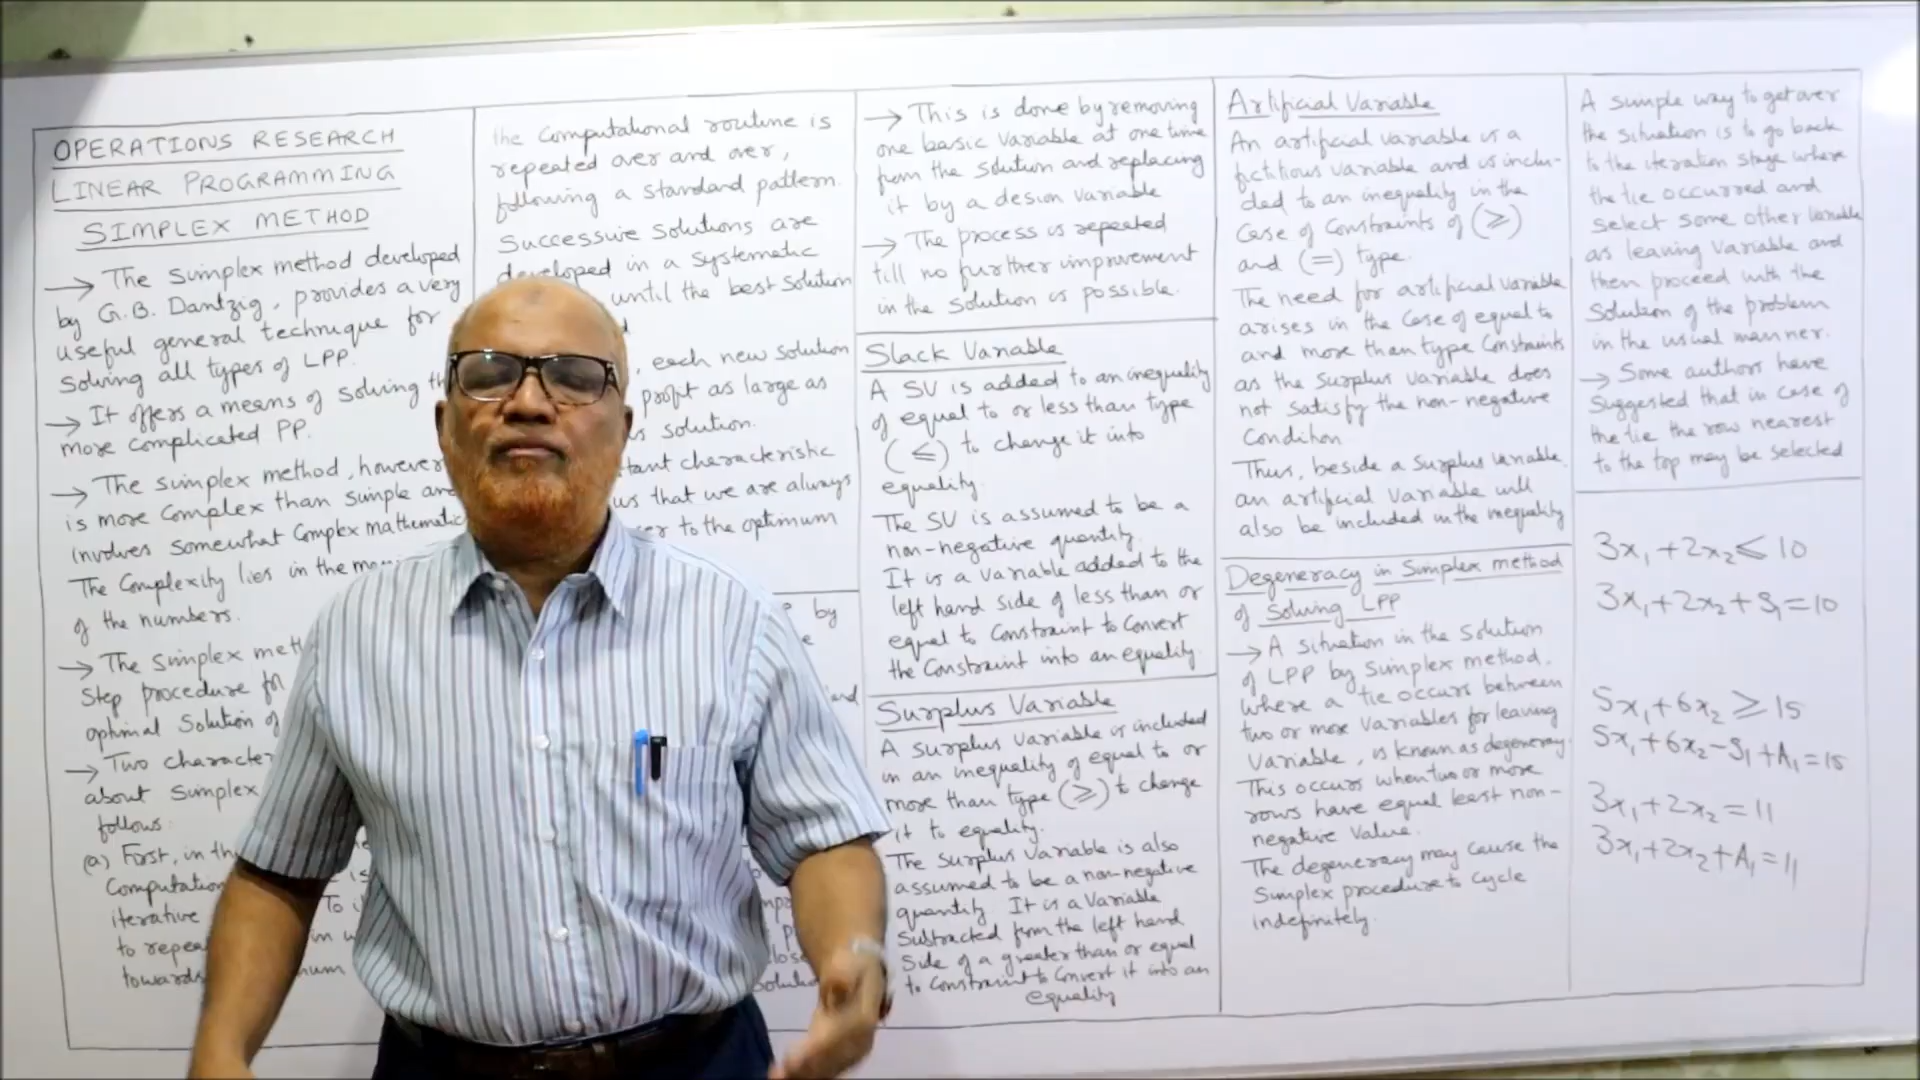 OPERATIONS RESEARCH
LINEAR PROGRAMMING
SIMPLEX METHOD
→ The simplex method developed
by G.B. Dantzig, provides a very
useful general technique for
solving all types of LPP.
→ It offers a means of solving th
more complicated PP.
→ The simplex method, however
is more complex than simple and
involves somewhat complex mathematic
The complexity lies in the
of the numbers.
→ The simplex meth
step procedure for
optimal solution of
→ Two character
about simplex
follows.
(a) First, in the
Computation is
iterative To i
to repea in w
towards mum
the computational routine is
repeated over and over,
following a standard pattern.
Successive solutions are
developed in a systematic
until the best solution
each new solution
profit as large as
solution.
tant characteristic
us that we are always
er to the optimum
by
and
close
Solution
→ This is done by removing
one basic variable at one time
from the solution and replacing
it by a desion variable
→ The process is repeated
till no further improvement
in the solution is possible.
Slack Variable
A SV is added to an inequality
of equal to or less than type
(≤) to change it into
equality.
The SV is assumed to be a
non-negative quantity.
It is a variable added to the
left hand side of less than or
equal to constraint to convert
the constraint into an equality.
Surplus Variable
A surplus variable is included
in an inequality of equal to or
more than type (≥) to change
it to equality.
The surplus variable is also
assumed to be a non-negative
quantity. It is a variable
subtracted from the left hand
side of a greater than or equal
to constraint to convert it into an
equality
Artificial Variable
An artificial variable is a
fictitious variable and is inclu-
ded to an inequality in the
case of constraints of (≥)
and (=) type.
The need for artificial variable
arises in the case of equal to
and more than type constraints
as the surplus variable does
not satisfy the non-negative
condition
Thus, beside a surplus variable,
an artificial variable will
also be included in the inequality
Degeneracy in simplex method
of solving LPP
→ A situation in the solution
of LPP by simplex method,
where a tie occurs between
two or more variables for leaving
variable, is known as degeneracy.
This occurs when two or more
rows have equal least non-
negative value.
The degeneracy may cause the
simplex procedure to cycle
indefinitely.
A simple way to get over
the situation is to go back
to the iteration stage where
the tie occurred and
select some other variable
as leaving variable and
then proceed with the
solution of the problem
in the usual manner.
→ Some authors have
suggested that in case of
the tie the row nearest
to the top may be selected
3x₁+2x₂ ≤ 10
3x₁+2x₂+S₁=10
5x₁+6x₂ ≥ 15
5x₁+6x₂-S₁+A₁=15
3x₁+2x₂=11
3x₁+2x₂+A₁=11